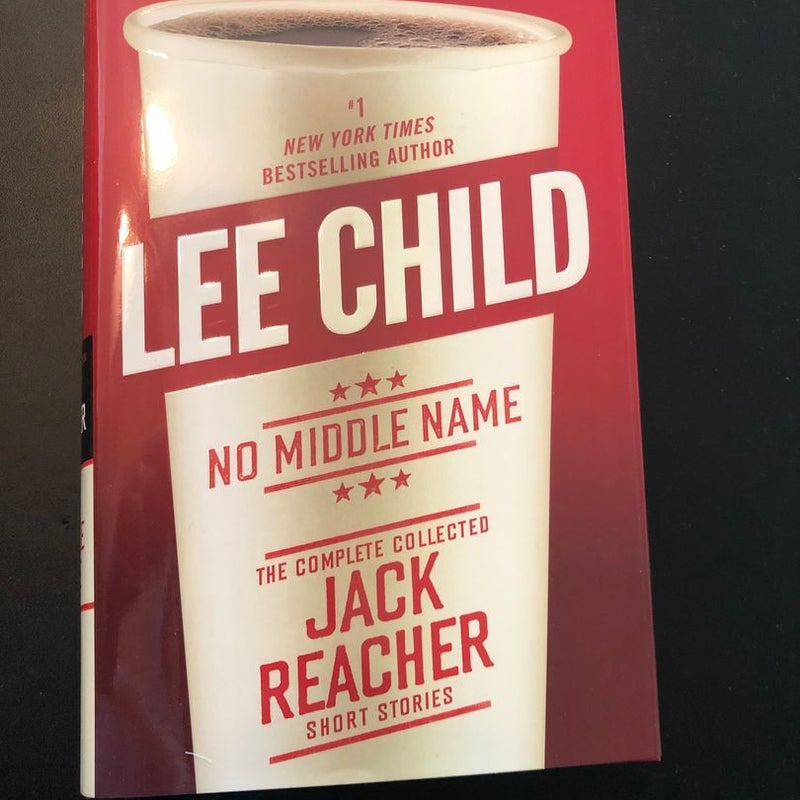 #1
NEW YORK TIMES
BESTSELLING AUTHOR
LEE CHILD
NO MIDDLE NAME
THE COMPLETE COLLECTED
JACK
REACHER
SHORT STORIES